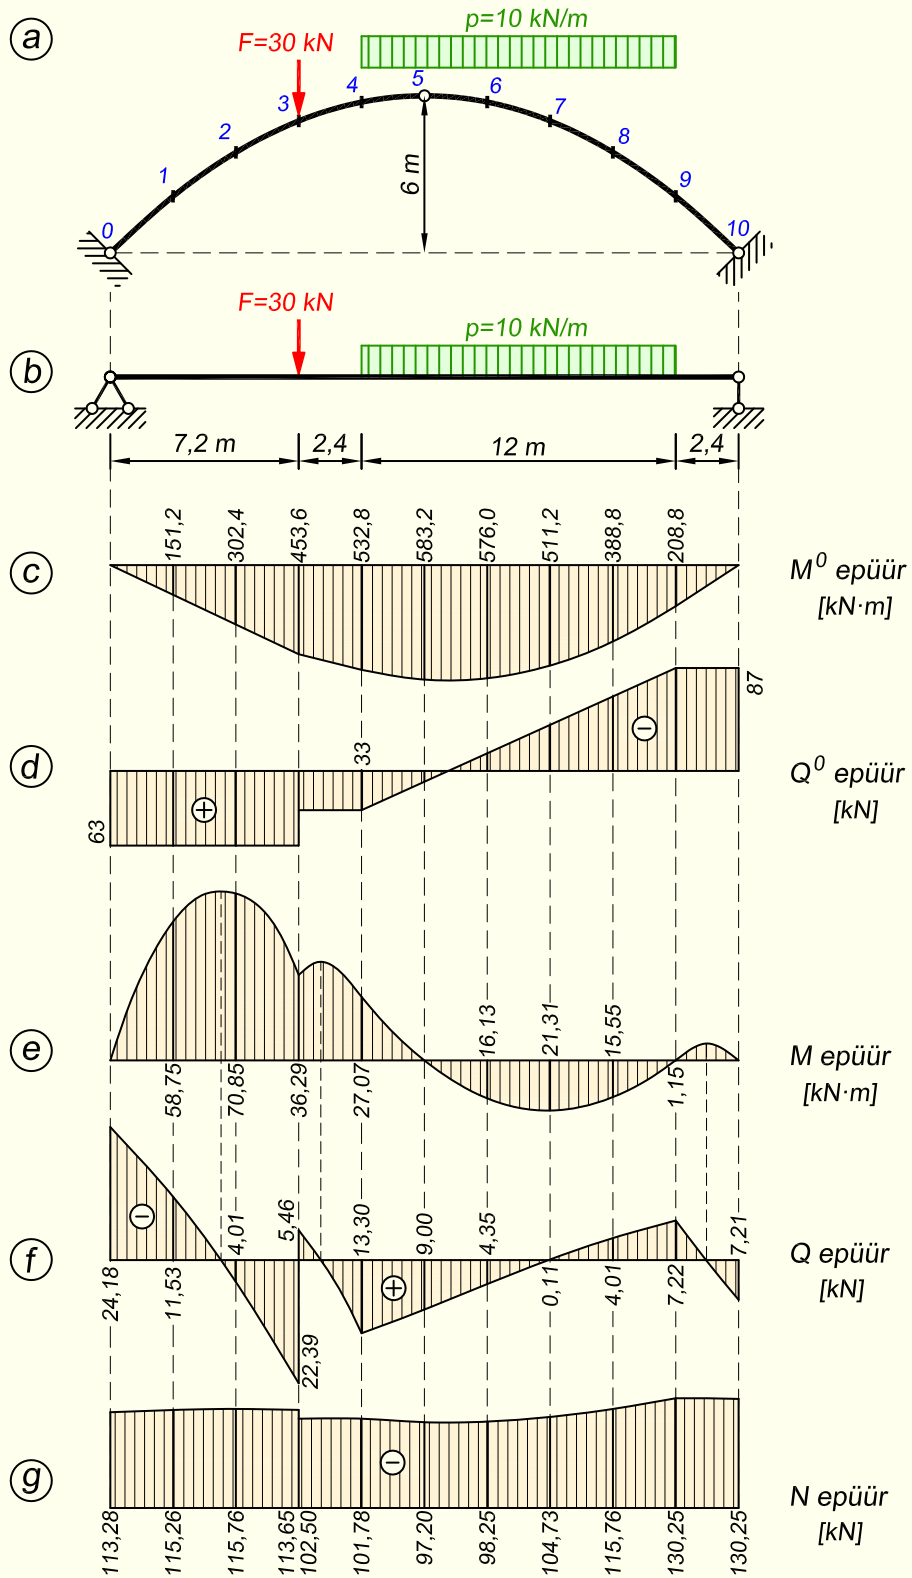 a
F=30 kN
p=10 kN/m
0
1
2
3
4
5
6
7
8
9
10
6 m
b
F=30 kN
p=10 kN/m
7,2 m
2,4
12 m
2,4
c
151,2
302,4
453,6
532,8
583,2
576,0
511,2
388,8
208,8
M⁰ epüür
[kN·m]
d
63
+
33
−
87
Q⁰ epüür
[kN]
e
58,75
70,85
36,29
27,07
16,13
21,31
15,55
1,15
M epüür
[kN·m]
f
24,18
−
11,53
4,01
5,46
22,39
13,30
+
9,00
4,35
0,11
4,01
7,22
7,21
Q epüür
[kN]
g
−
113,28
115,26
115,76
113,65
102,50
101,78
97,20
98,25
104,73
115,76
130,25
130,25
N epüür
[kN]